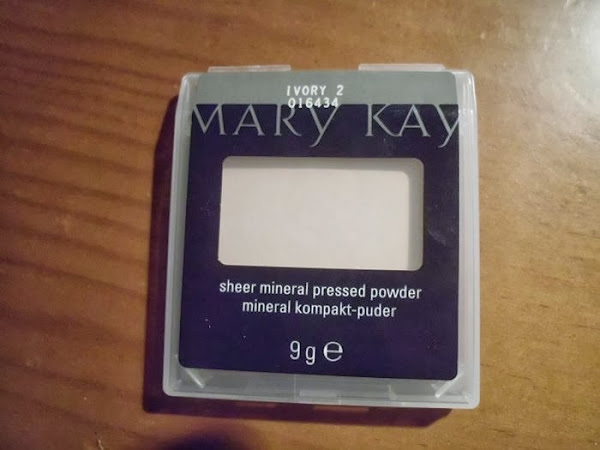 IVORY 2
016434
MARY KAY
sheer mineral pressed powder
mineral kompakt-puder
9g ℮